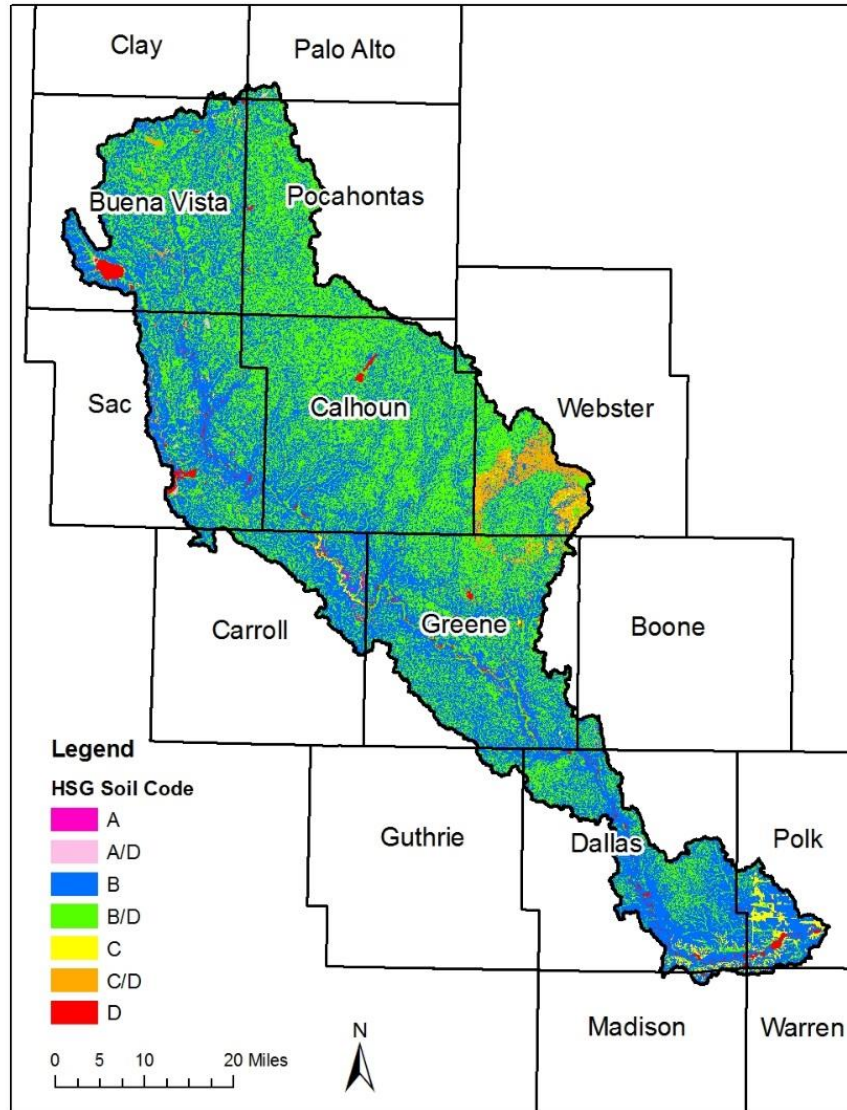 Clay
Palo Alto
Buena Vista
Pocahontas
Sac
Calhoun
Webster
Carroll
Greene
Boone
Guthrie
Dallas
Polk
Madison
Warren
Legend
HSG Soil Code
A
A/D
B
B/D
C
C/D
D
0 5 10 20 Miles
N